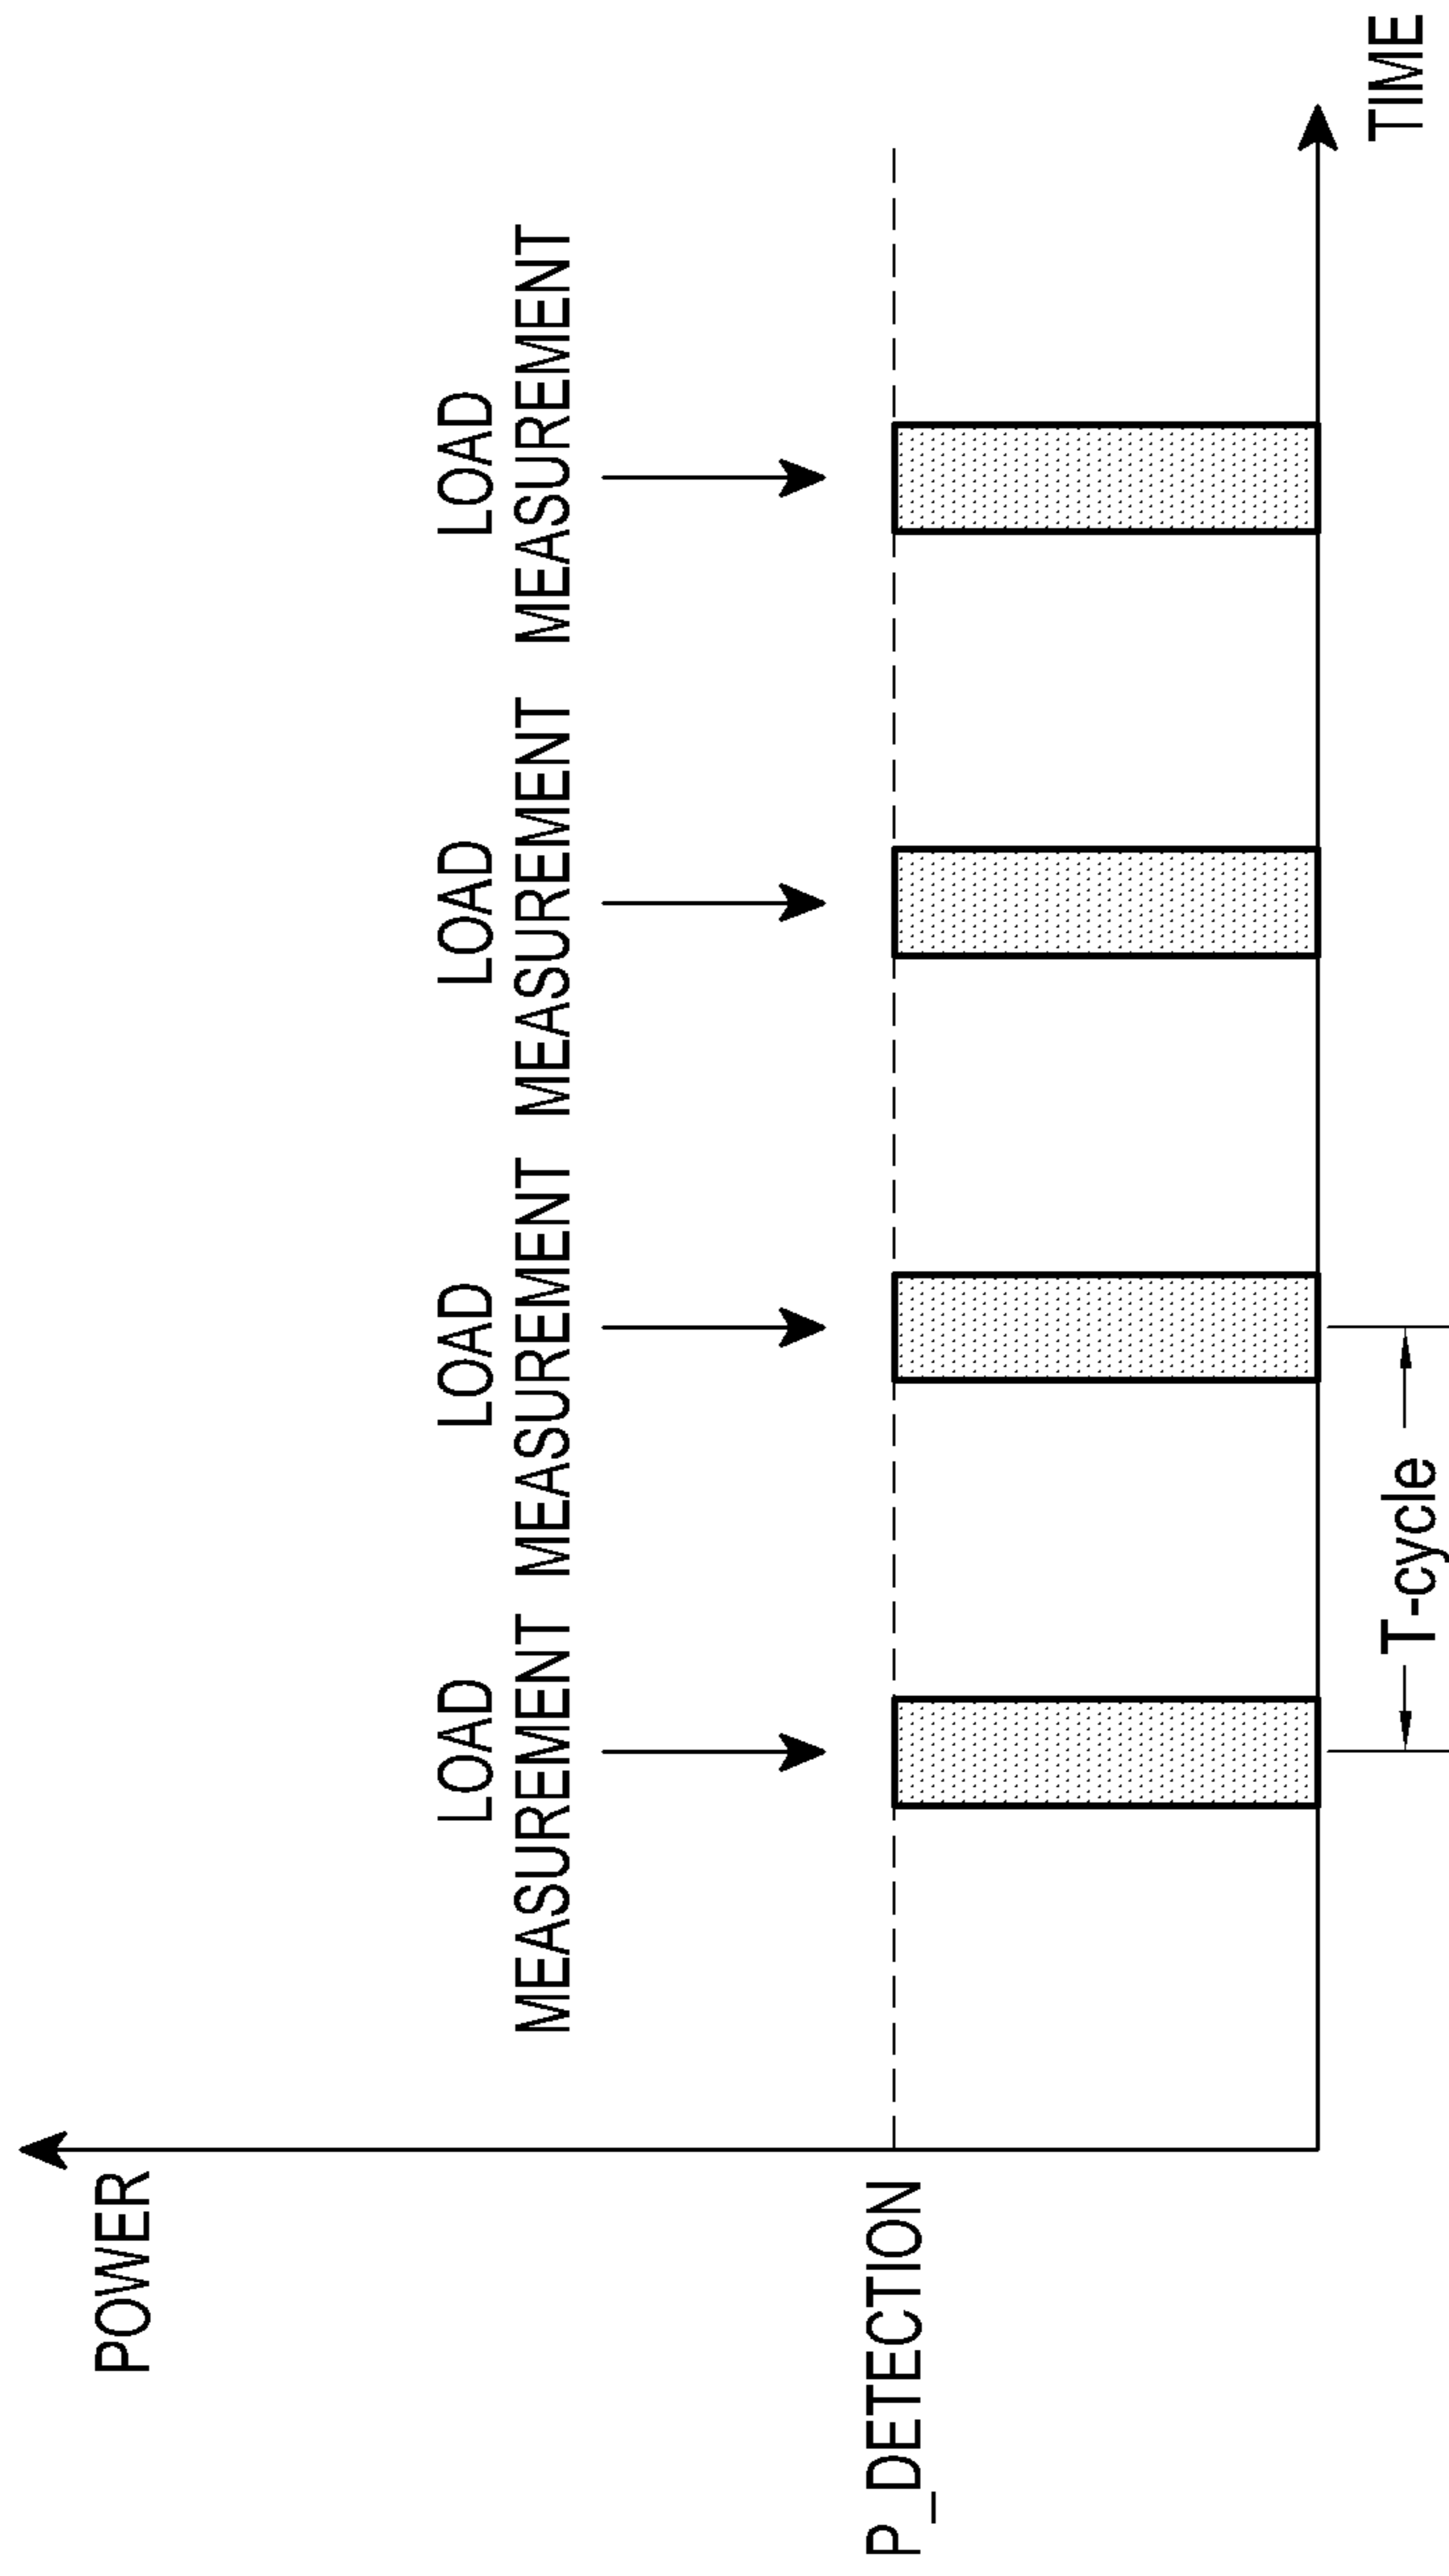 POWER
LOAD
MEASUREMENT
LOAD
MEASUREMENT
LOAD
MEASUREMENT
LOAD
MEASUREMENT
P_DETECTION
T-cycle
TIME